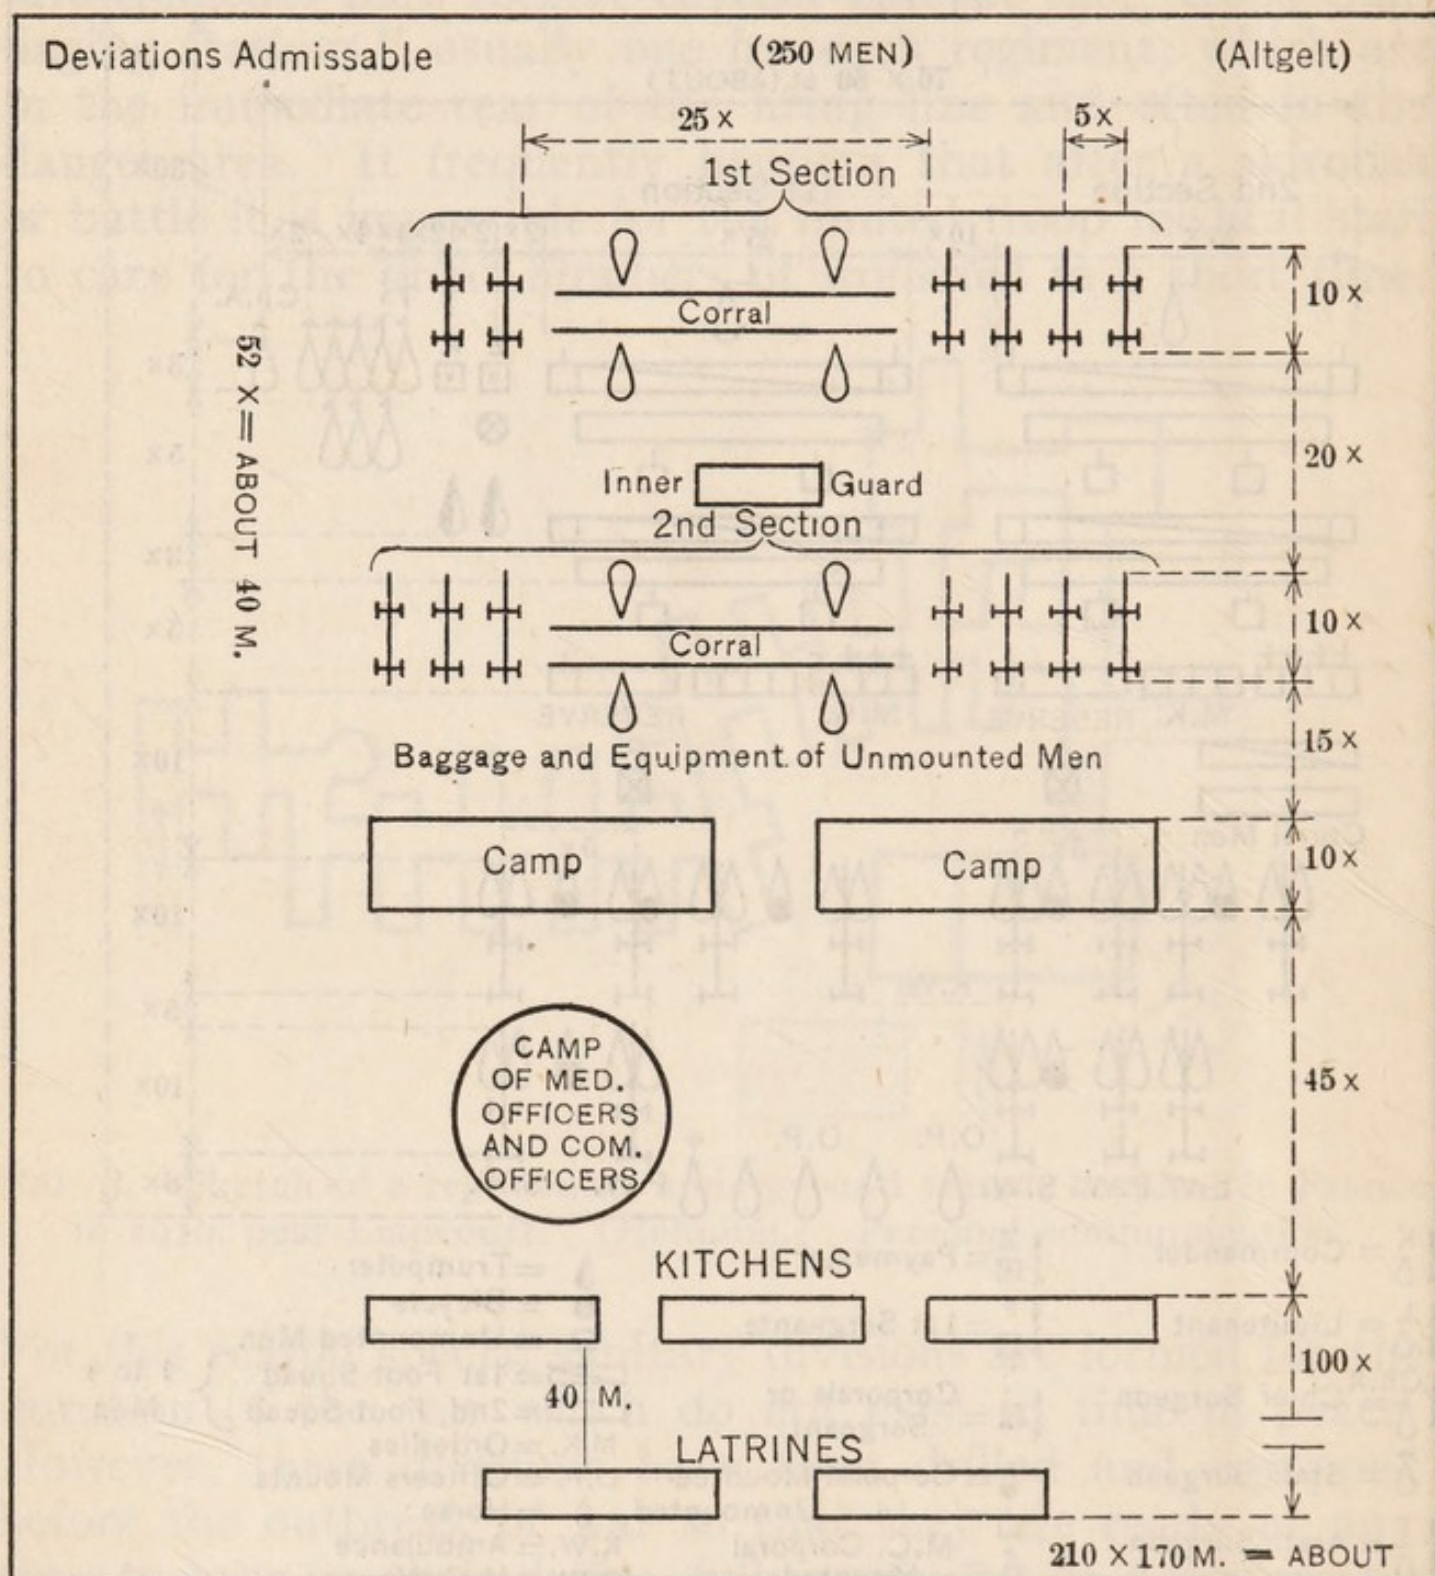 Deviations Admissable (250 MEN) (Altgelt)
25 x 5x
1st Section
10 x
Corral
52 X = ABOUT 40 M.
20 x
Inner Guard
2nd Section
10 x
Corral
15 x
Baggage and Equipment of Unmounted Men
Camp Camp 10x
CAMP
OF MED.
OFFICERS
AND COM.
OFFICERS
45 x
KITCHENS
100 x
40 M.
LATRINES
210 X 170 M. = ABOUT